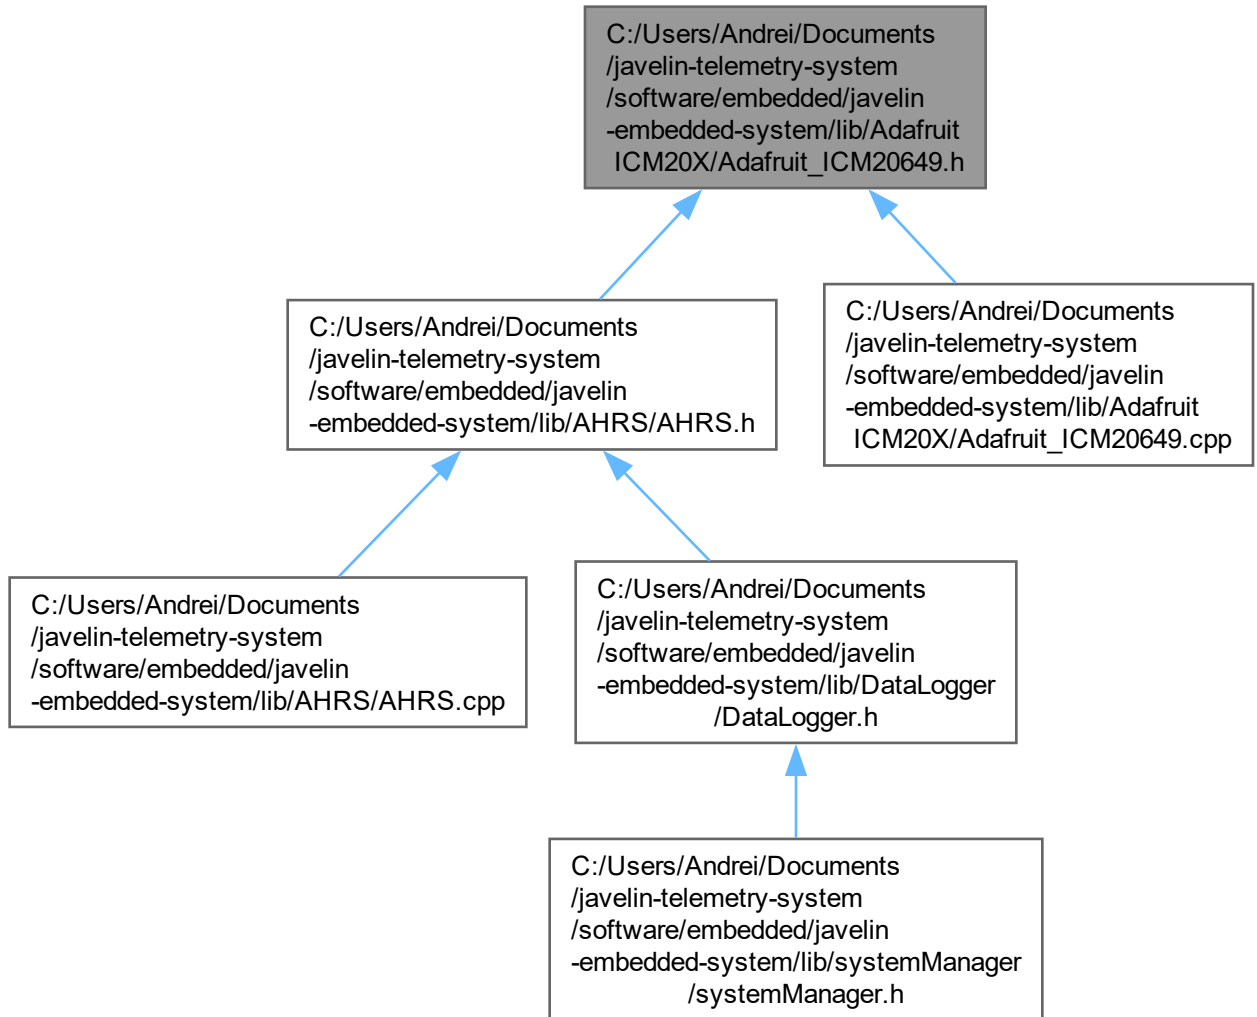 C:/Users/Andrei/Documents
/javelin-telemetry-system
/software/embedded/javelin
-embedded-system/lib/Adafruit
ICM20X/Adafruit_ICM20649.h
C:/Users/Andrei/Documents
/javelin-telemetry-system
/software/embedded/javelin
-embedded-system/lib/AHRS/AHRS.h
C:/Users/Andrei/Documents
/javelin-telemetry-system
/software/embedded/javelin
-embedded-system/lib/Adafruit
ICM20X/Adafruit_ICM20649.cpp
C:/Users/Andrei/Documents
/javelin-telemetry-system
/software/embedded/javelin
-embedded-system/lib/AHRS/AHRS.cpp
C:/Users/Andrei/Documents
/javelin-telemetry-system
/software/embedded/javelin
-embedded-system/lib/DataLogger
/DataLogger.h
C:/Users/Andrei/Documents
/javelin-telemetry-system
/software/embedded/javelin
-embedded-system/lib/systemManager
/systemManager.h